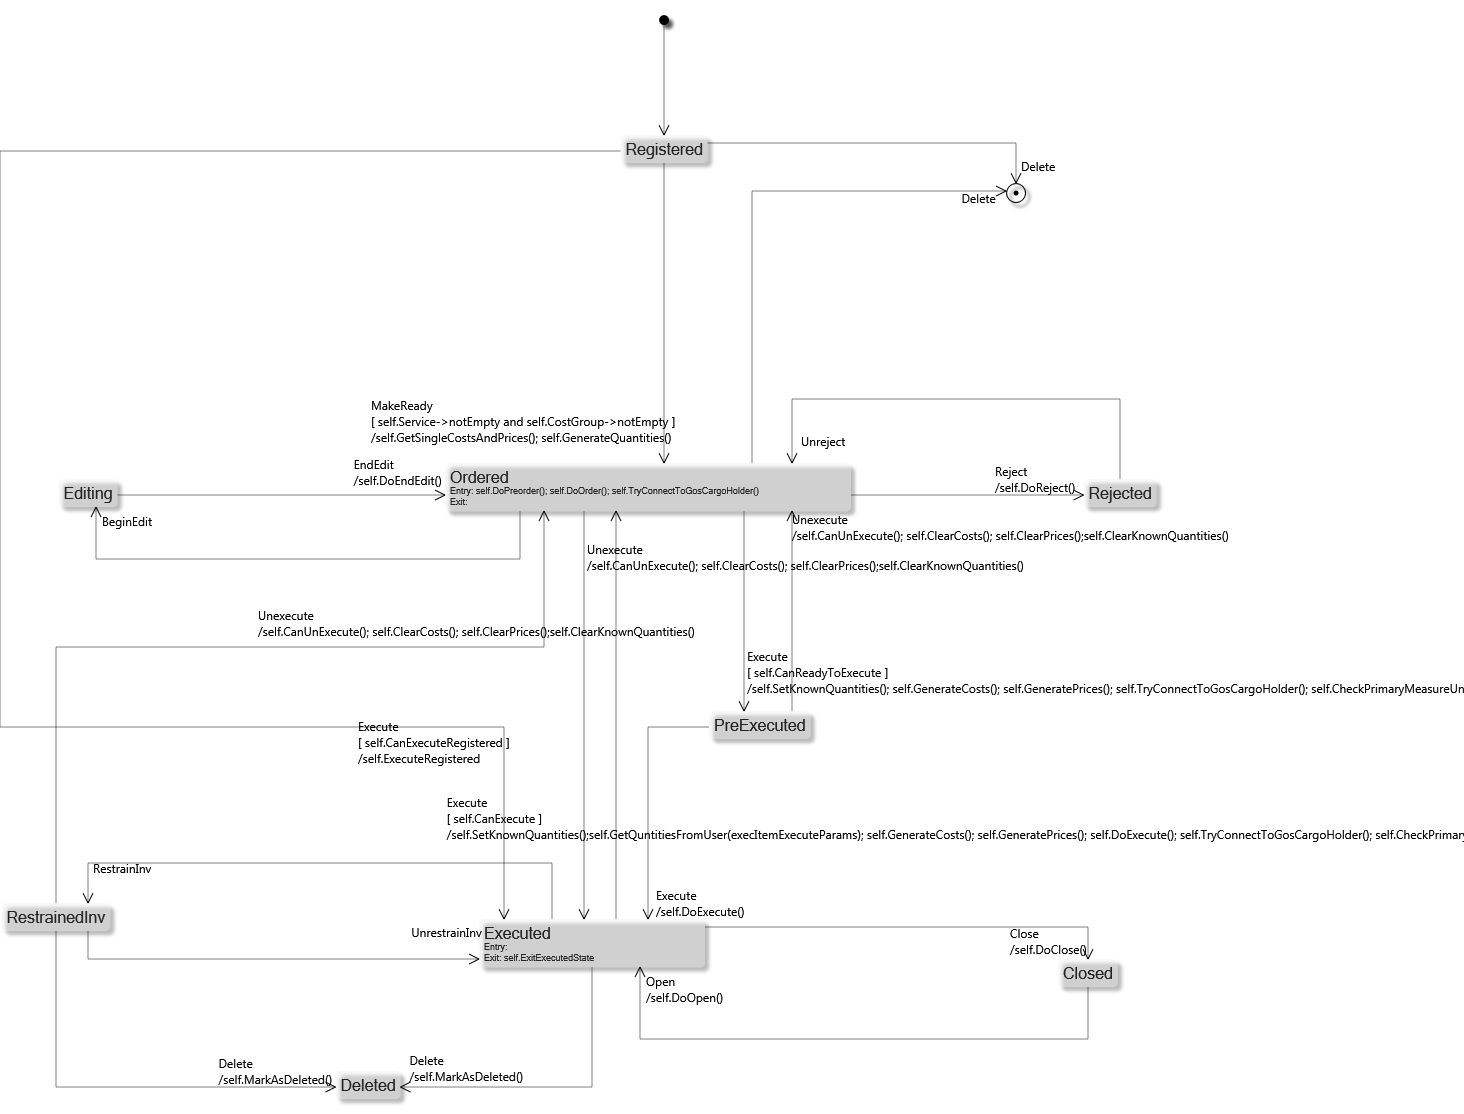 Registered
Delete
Delete
MakeReady
[ self.Service->notEmpty and self.CostGroup->notEmpty ]
/self.GetSingleCostsAndPrices(); self.GenerateQuantities()
Unreject
EndEdit
/self.DoEndEdit()
Ordered
Entry: self.DoPreorder(); self.DoOrder(); self.TryConnectToGosCargoHolder()
Exit:
Reject
/self.DoReject()
Editing
Rejected
BeginEdit
Unexecute
/self.CanUnExecute(); self.ClearCosts(); self.ClearPrices();self.ClearKnownQuantities()
Unexecute
/self.CanUnExecute(); self.ClearCosts(); self.ClearPrices();self.ClearKnownQuantities()
Unexecute
/self.CanUnExecute(); self.ClearCosts(); self.ClearPrices();self.ClearKnownQuantities()
Execute
[ self.CanReadyToExecute ]
/self.SetKnownQuantities(); self.GenerateCosts(); self.GeneratePrices(); self.TryConnectToGosCargoHolder(); self.CheckPrimaryMeasureUn
PreExecuted
Execute
[ self.CanExecuteRegistered ]
/self.ExecuteRegistered
Execute
[ self.CanExecute ]
/self.SetKnownQuantities();self.GetQuntitiesFromUser(execItemExecuteParams); self.GenerateCosts(); self.GeneratePrices(); self.DoExecute(); self.TryConnectToGosCargoHolder(); self.CheckPrimary
RestrainInv
Execute
/self.DoExecute()
RestrainedInv
UnrestrainInv
Executed
Entry:
Exit: self.ExitExecutedState
Close
/self.DoClose()
Closed
Open
/self.DoOpen()
Delete
/self.MarkAsDeleted()
Delete
/self.MarkAsDeleted()
Deleted